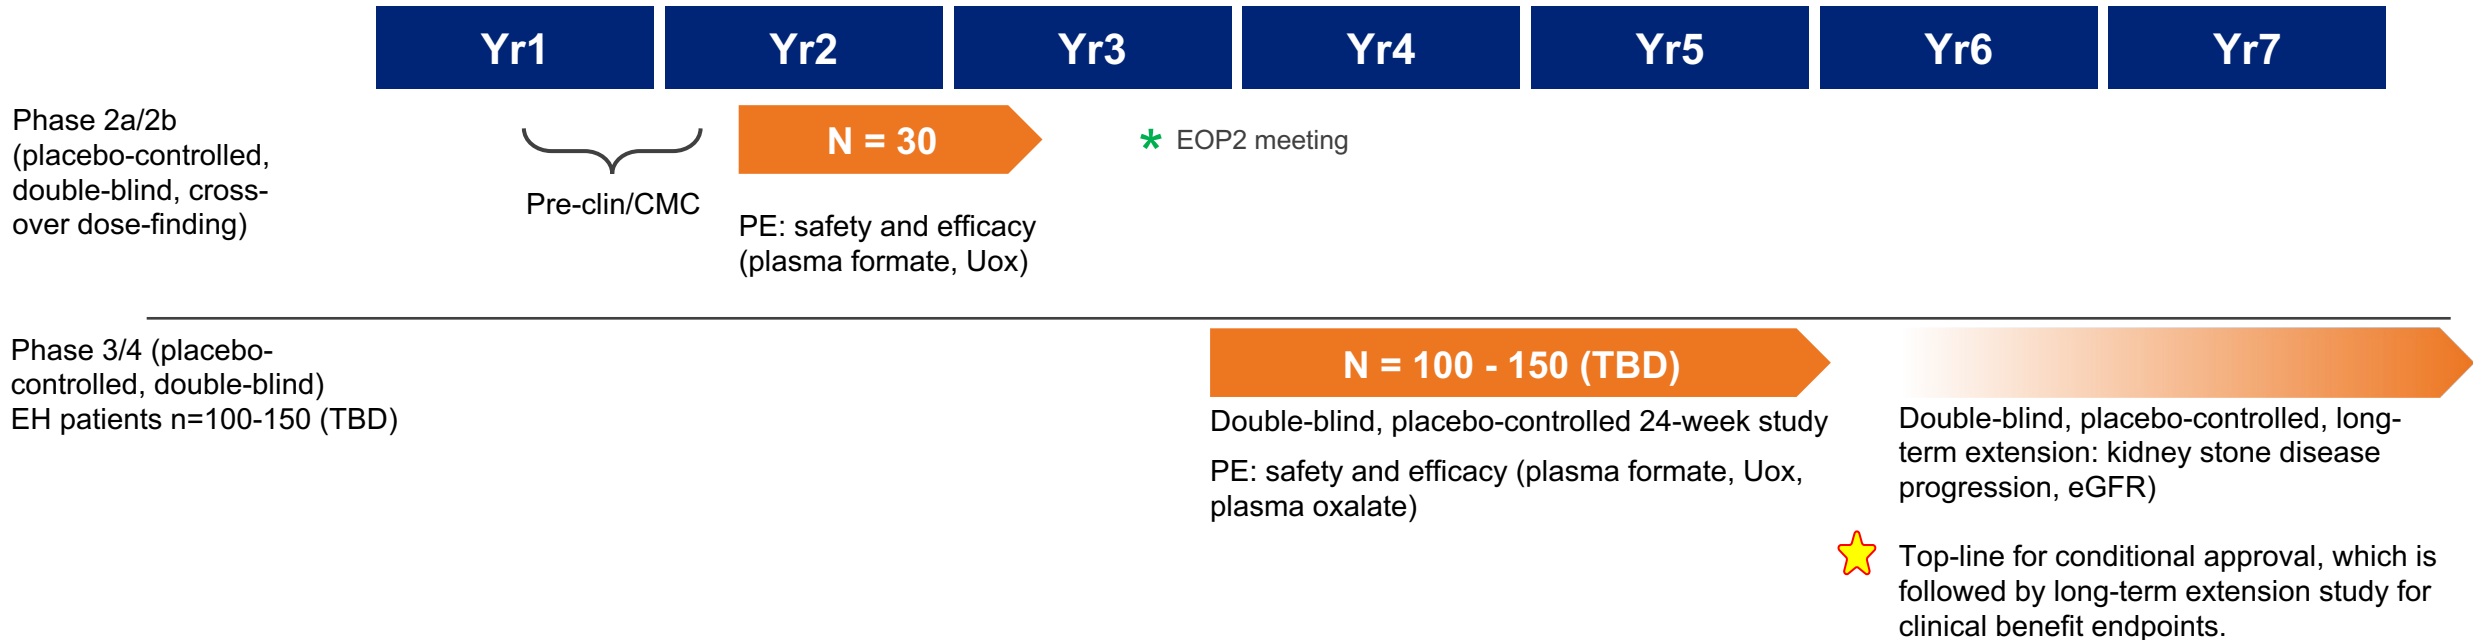 Yr1
Yr2
Yr3
Yr4
Yr5
Yr6
Yr7
Phase 2a/2b
(placebo-controlled,
double-blind, cross-
over dose-finding)
Pre-clin/CMC
N = 30
PE: safety and efficacy
(plasma formate, Uox)
* EOP2 meeting
Phase 3/4 (placebo-
controlled, double-blind)
EH patients n=100-150 (TBD)
N = 100 - 150 (TBD)
Double-blind, placebo-controlled 24-week study
PE: safety and efficacy (plasma formate, Uox,
plasma oxalate)
Double-blind, placebo-controlled, long-
term extension: kidney stone disease
progression, eGFR)
Top-line for conditional approval, which is
followed by long-term extension study for
clinical benefit endpoints.